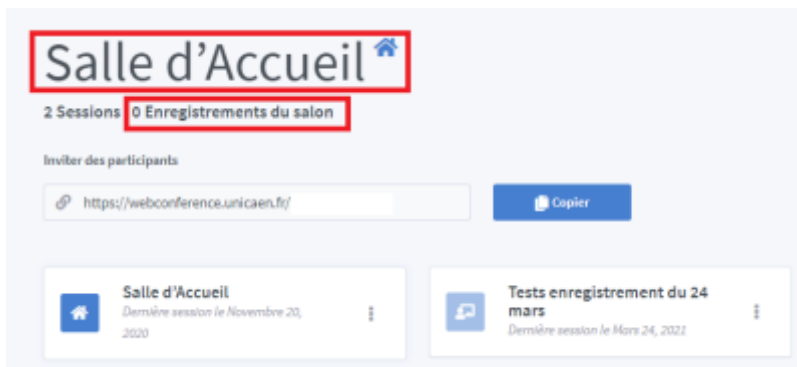 Salle d'Accueil
2 Sessions 0 Enregistrements du salon
Inviter des participants
https://webconference.unicaen.fr/
Copier
Salle d'Accueil
Dernière session le Novembre 20,
2020
Tests enregistrement du 24
mars
Dernière session le Mars 24, 2021